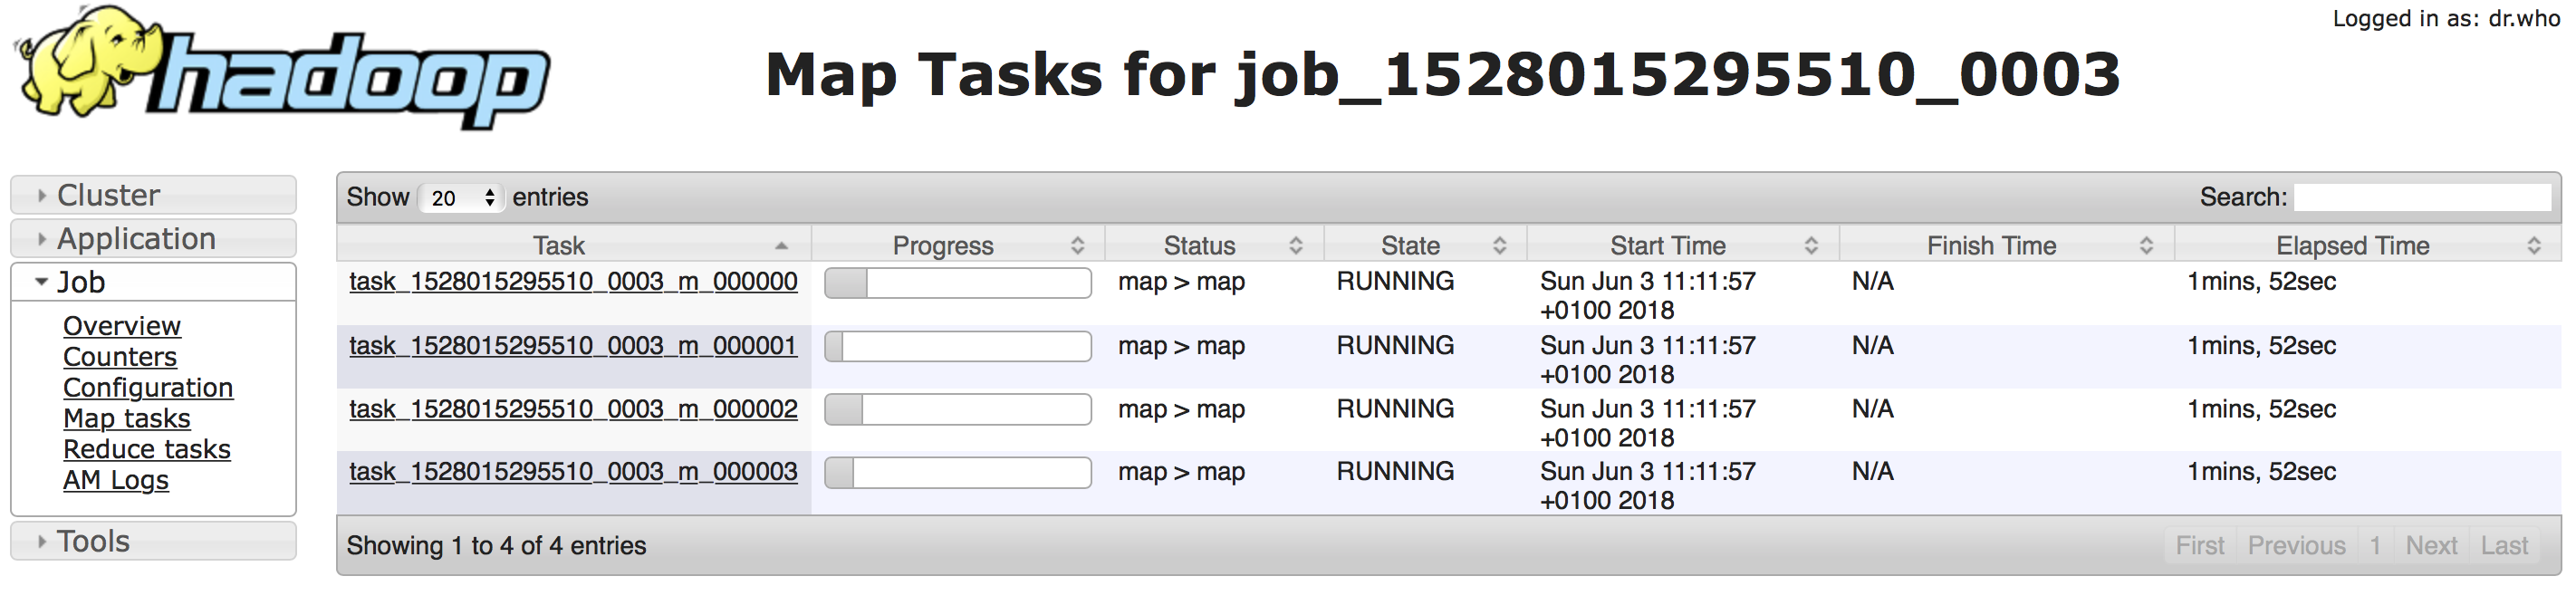 Logged in as: dr.who
hadoop
Map Tasks for job_1528015295510_0003
Cluster
Application
Job
Overview
Counters
Configuration
Map tasks
Reduce tasks
AM Logs
Tools
Show 20 entries Search:
Task Progress Status State Start Time Finish Time Elapsed Time
task_1528015295510_0003_m_000000 map > map RUNNING Sun Jun 3 11:11:57 N/A 1mins, 52sec
+0100 2018
task_1528015295510_0003_m_000001 map > map RUNNING Sun Jun 3 11:11:57 N/A 1mins, 52sec
+0100 2018
task_1528015295510_0003_m_000002 map > map RUNNING Sun Jun 3 11:11:57 N/A 1mins, 52sec
+0100 2018
task_1528015295510_0003_m_000003 map > map RUNNING Sun Jun 3 11:11:57 N/A 1mins, 52sec
+0100 2018
Showing 1 to 4 of 4 entries First Previous 1 Next Last